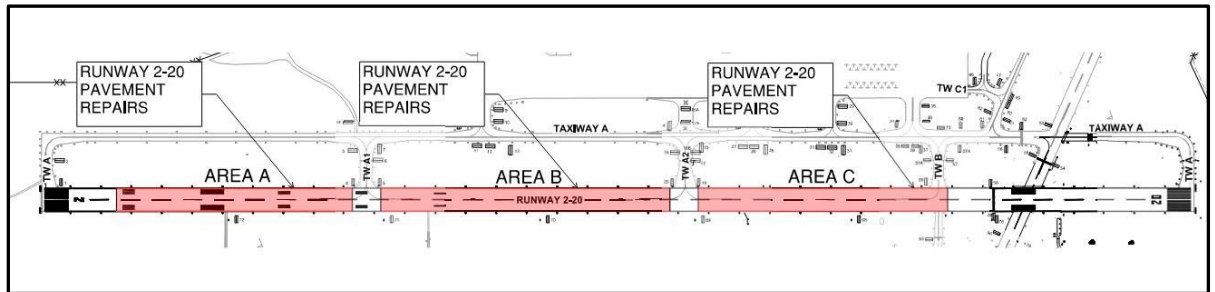 RUNWAY 2-20
PAVEMENT
REPAIRS
RUNWAY 2-20
PAVEMENT
REPAIRS
RUNWAY 2-20
PAVEMENT
REPAIRS
TW C1
TAXIWAY A
TAXIWAY A
TW A
TW A1
TW A2
TW B
TW A
AREA A
AREA B
AREA C
2
RUNWAY 2-20
20